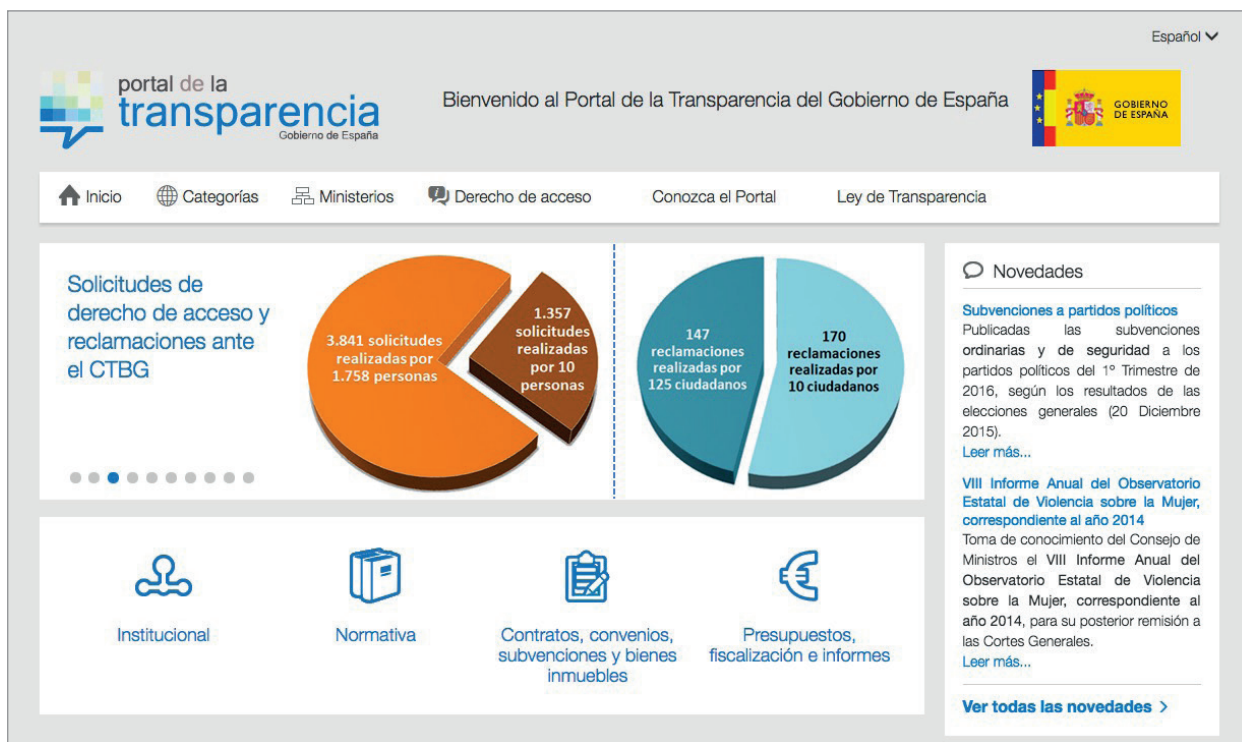 Español
portal de la
transparencia
Gobierno de España
Bienvenido al Portal de la Transparencia del Gobierno de España
GOBIERNO
DE ESPAÑA
Inicio
Categorías
Ministerios
Derecho de acceso
Conozca el Portal
Ley de Transparencia
Solicitudes de
derecho de acceso y
reclamaciones ante
el CTBG
3.841 solicitudes
realizadas por
1.758 personas
1.357
solicitudes
realizadas
por 10
personas
147
reclamaciones
realizadas por
125 ciudadanos
170
reclamaciones
realizadas por
10 ciudadanos
Novedades
Subvenciones a partidos políticos
Publicadas las subvenciones
ordinarias y de seguridad a los
partidos políticos del 1º Trimestre de
2016, según los resultados de las
elecciones generales (20 Diciembre
2015).
Leer más...
VIII Informe Anual del Observatorio
Estatal de Violencia sobre la Mujer,
correspondiente al año 2014
Toma de conocimiento del Consejo de
Ministros el VIII Informe Anual del
Observatorio Estatal de Violencia
sobre la Mujer, correspondiente al
año 2014, para su posterior remisión a
las Cortes Generales.
Leer más...
Ver todas las novedades >
Institucional
Normativa
Contratos, convenios,
subvenciones y bienes
inmuebles
Presupuestos,
fiscalización e informes